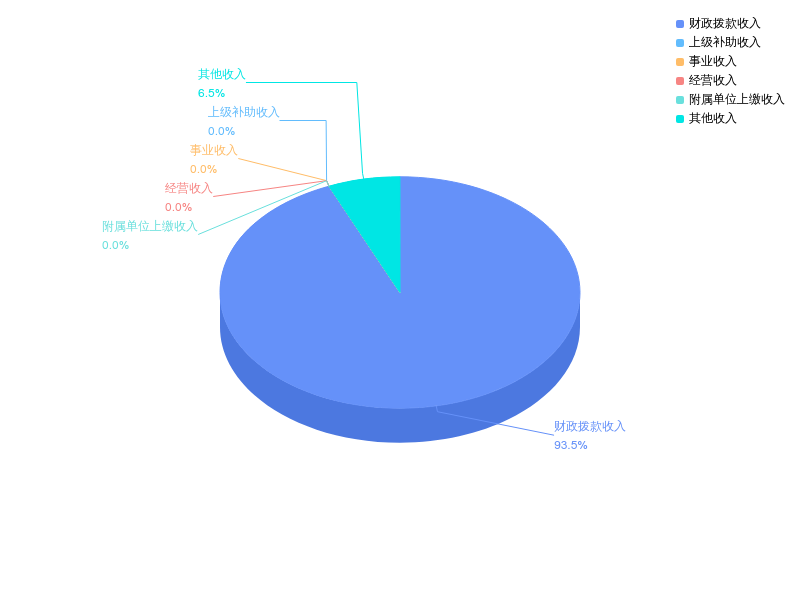 财政拨款收入
上级补助收入
事业收入
经营收入
附属单位上缴收入
其他收入
其他收入
6.5%
上级补助收入
0.0%
事业收入
0.0%
经营收入
0.0%
附属单位上缴收入
0.0%
财政拨款收入
93.5%